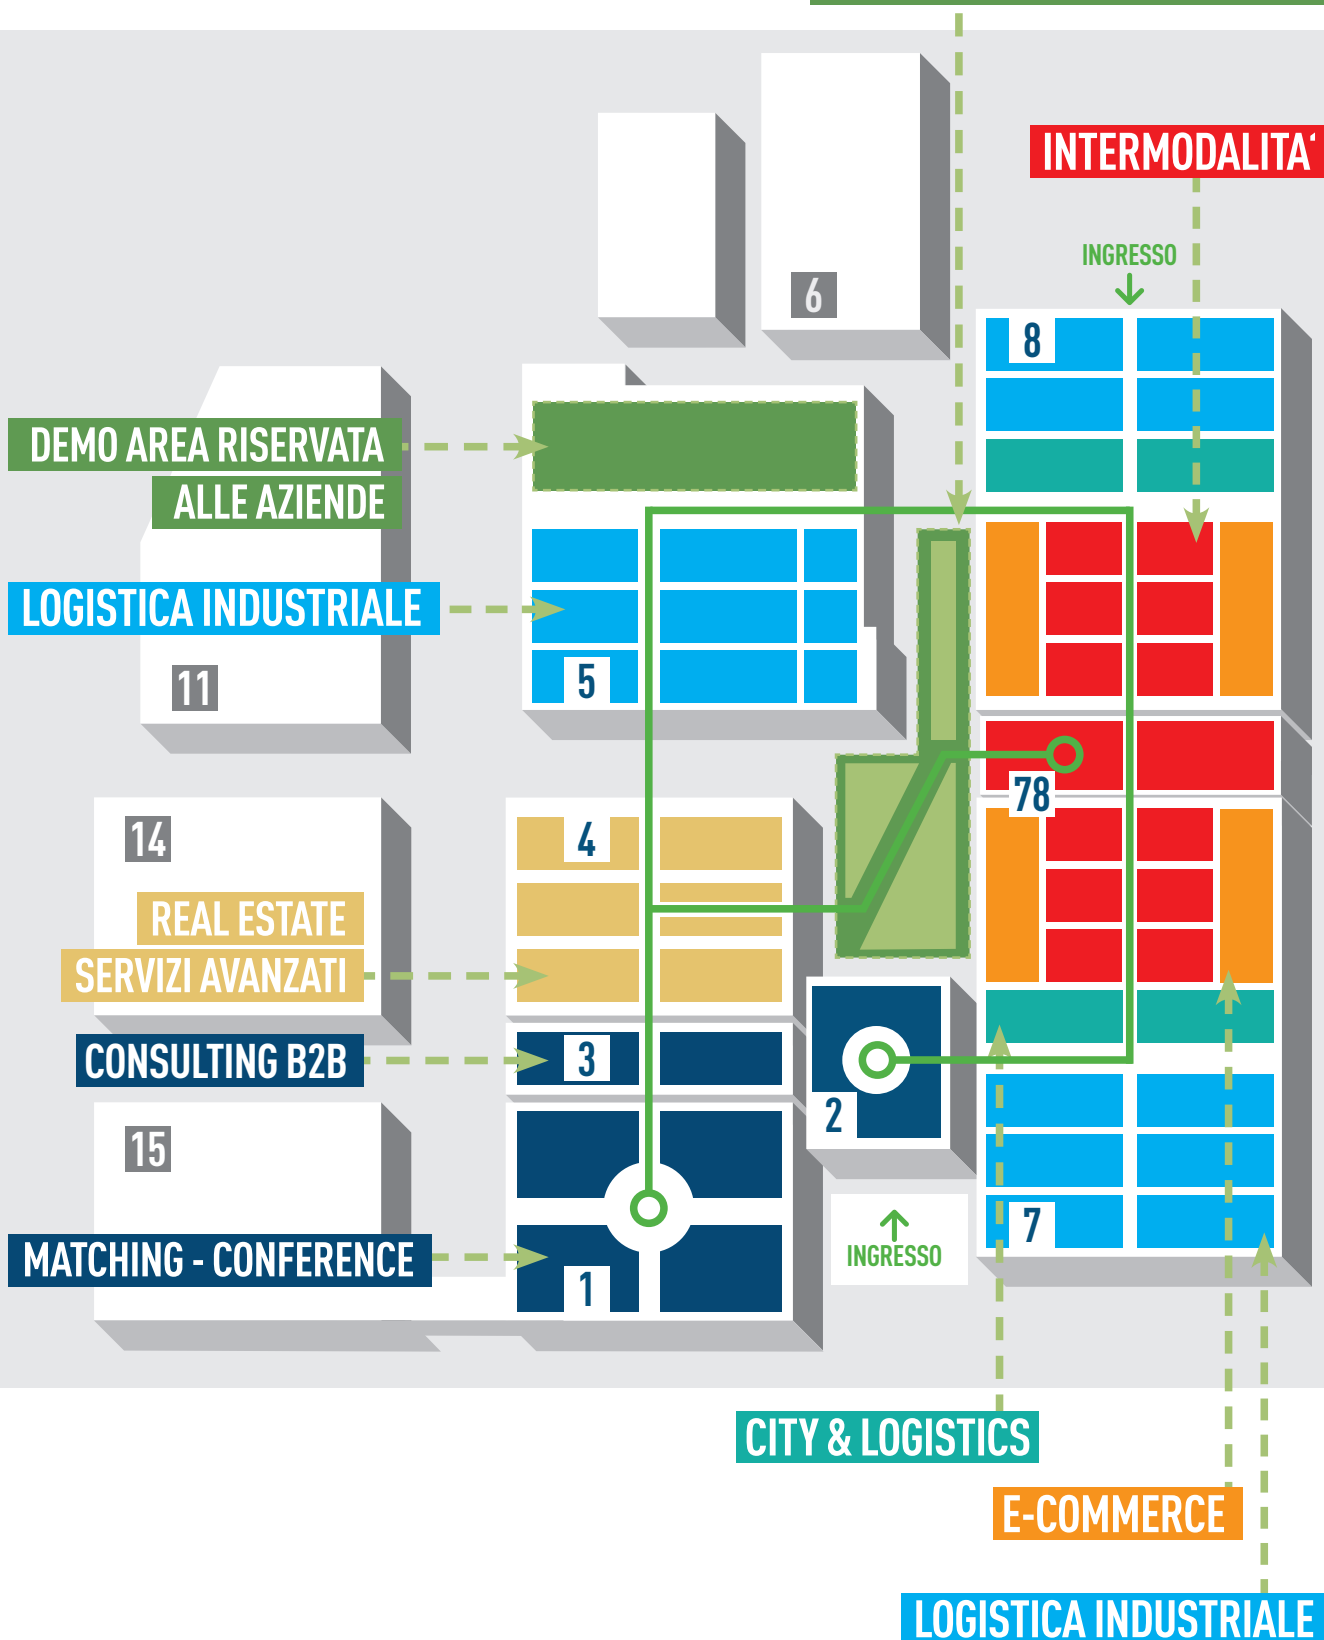 INTERMODALITA'
INGRESSO
6
8
DEMO AREA RISERVATA
ALLE AZIENDE
LOGISTICA INDUSTRIALE
5
11
78
14
4
REAL ESTATE
SERVIZI AVANZATI
CONSULTING B2B
3
2
15
7
INGRESSO
MATCHING - CONFERENCE
1
CITY & LOGISTICS
E-COMMERCE
LOGISTICA INDUSTRIALE